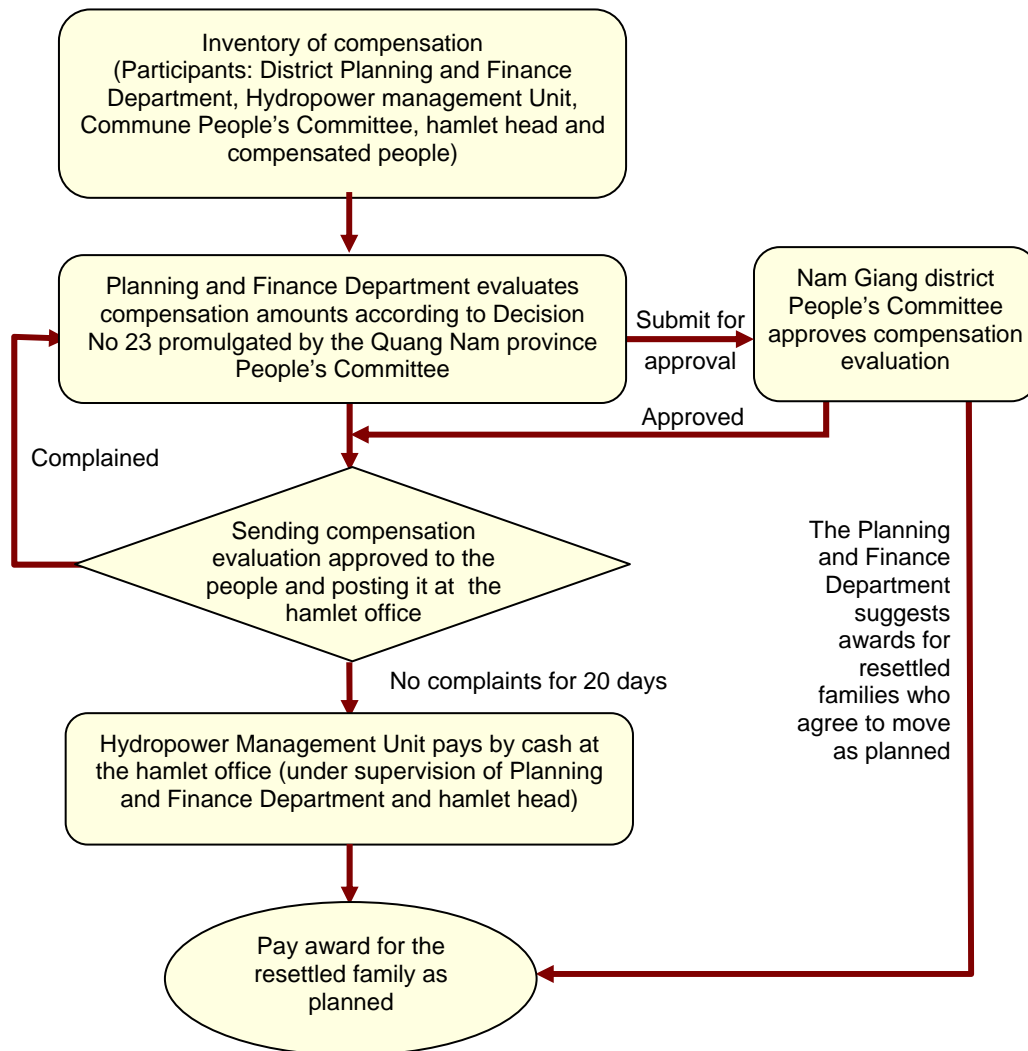 Inventory of compensation
(Participants: District Planning and Finance
Department, Hydropower management Unit,
Commune People's Committee, hamlet head and
compensated people)
Planning and Finance Department evaluates
compensation amounts according to Decision
No 23 promulgated by the Quang Nam province
People's Committee
Submit for
approval
Nam Giang district
People's Committee
approves compensation
evaluation
Approved
Complained
Sending compensation
evaluation approved to the
people and posting it at the
hamlet office
The Planning
and Finance
Department
suggests
awards for
resettled
families who
agree to move
as planned
No complaints for 20 days
Hydropower Management Unit pays by cash at
the hamlet office (under supervision of Planning
and Finance Department and hamlet head)
Pay award for the
resettled family as
planned